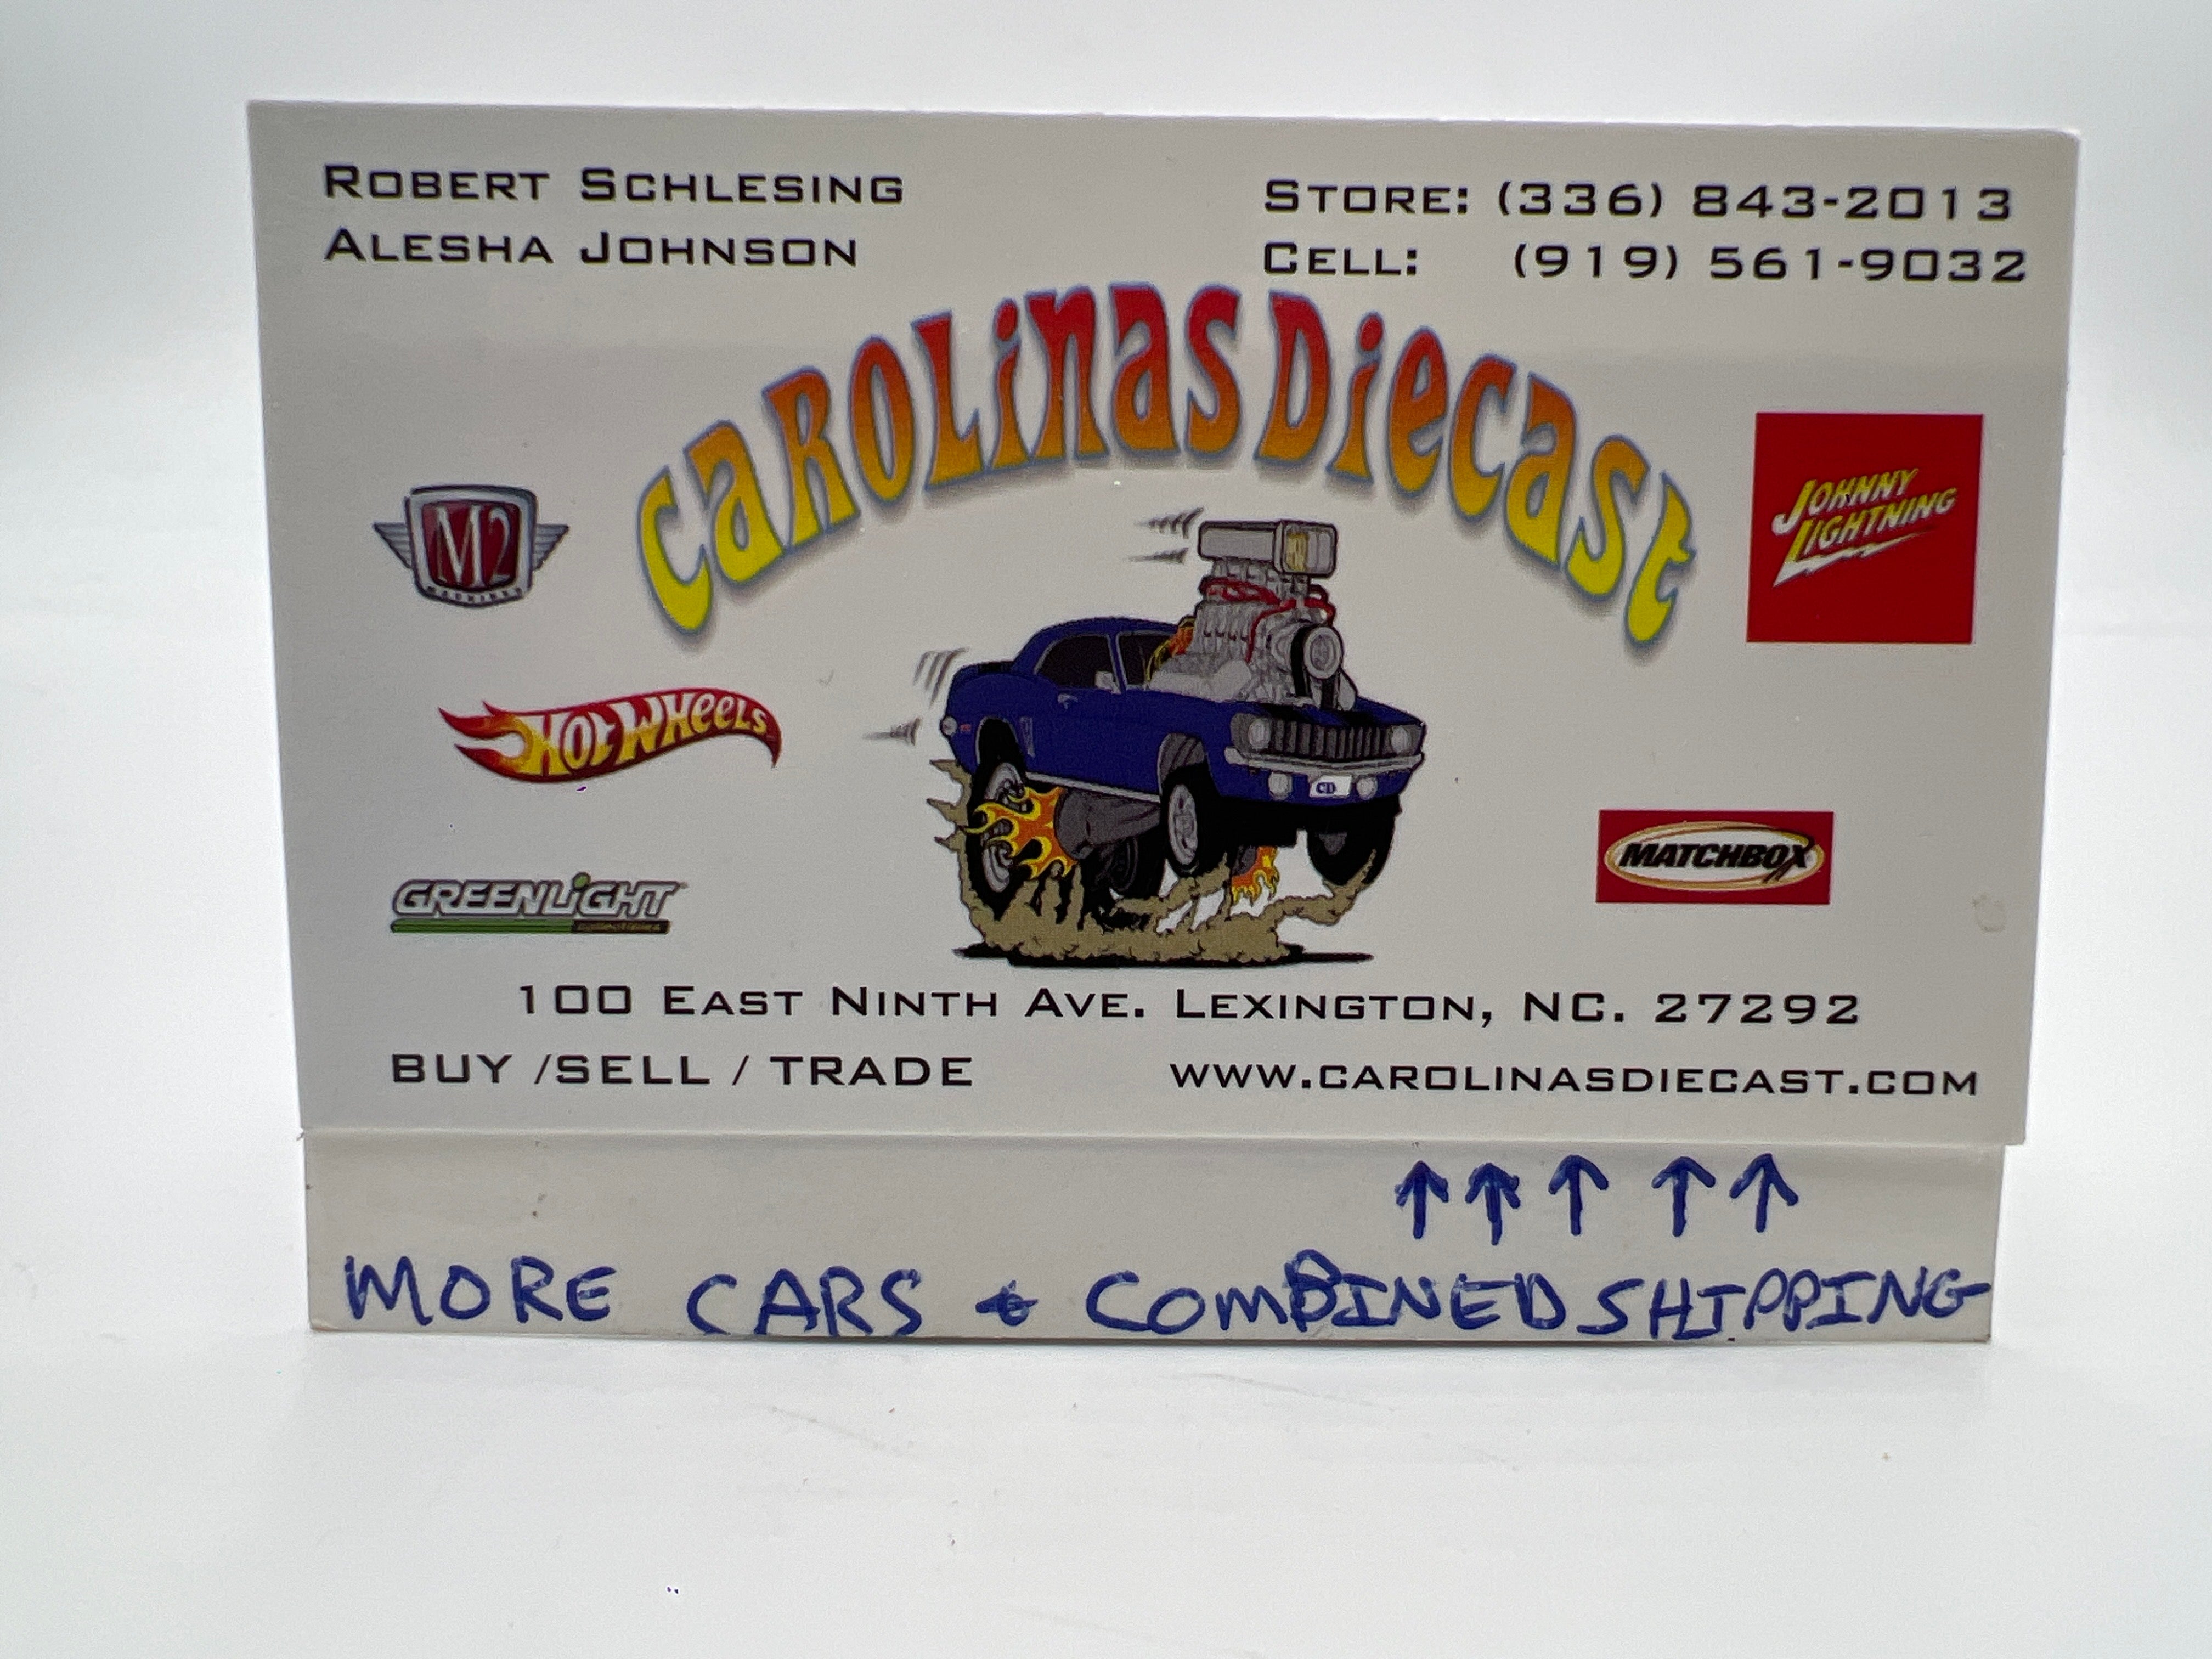 ROBERT SCHLESING
ALESHA JOHNSON
STORE: (336) 843-2013
CELL: (919) 561-9032
CAROLiNAS DiECAST
M2
MACHINES
JOHNNY
LIGHTNING
HOT WHEELS
CD
MATCHBOX
GREENLiGHT
100 EAST NINTH AVE. LEXINGTON, NC. 27292
BUY /SELL / TRADE
WWW.CAROLINASDIECAST.COM
↑ ↑ ↑ ↑ ↑
MORE CARS & COMBINED SHIPPING